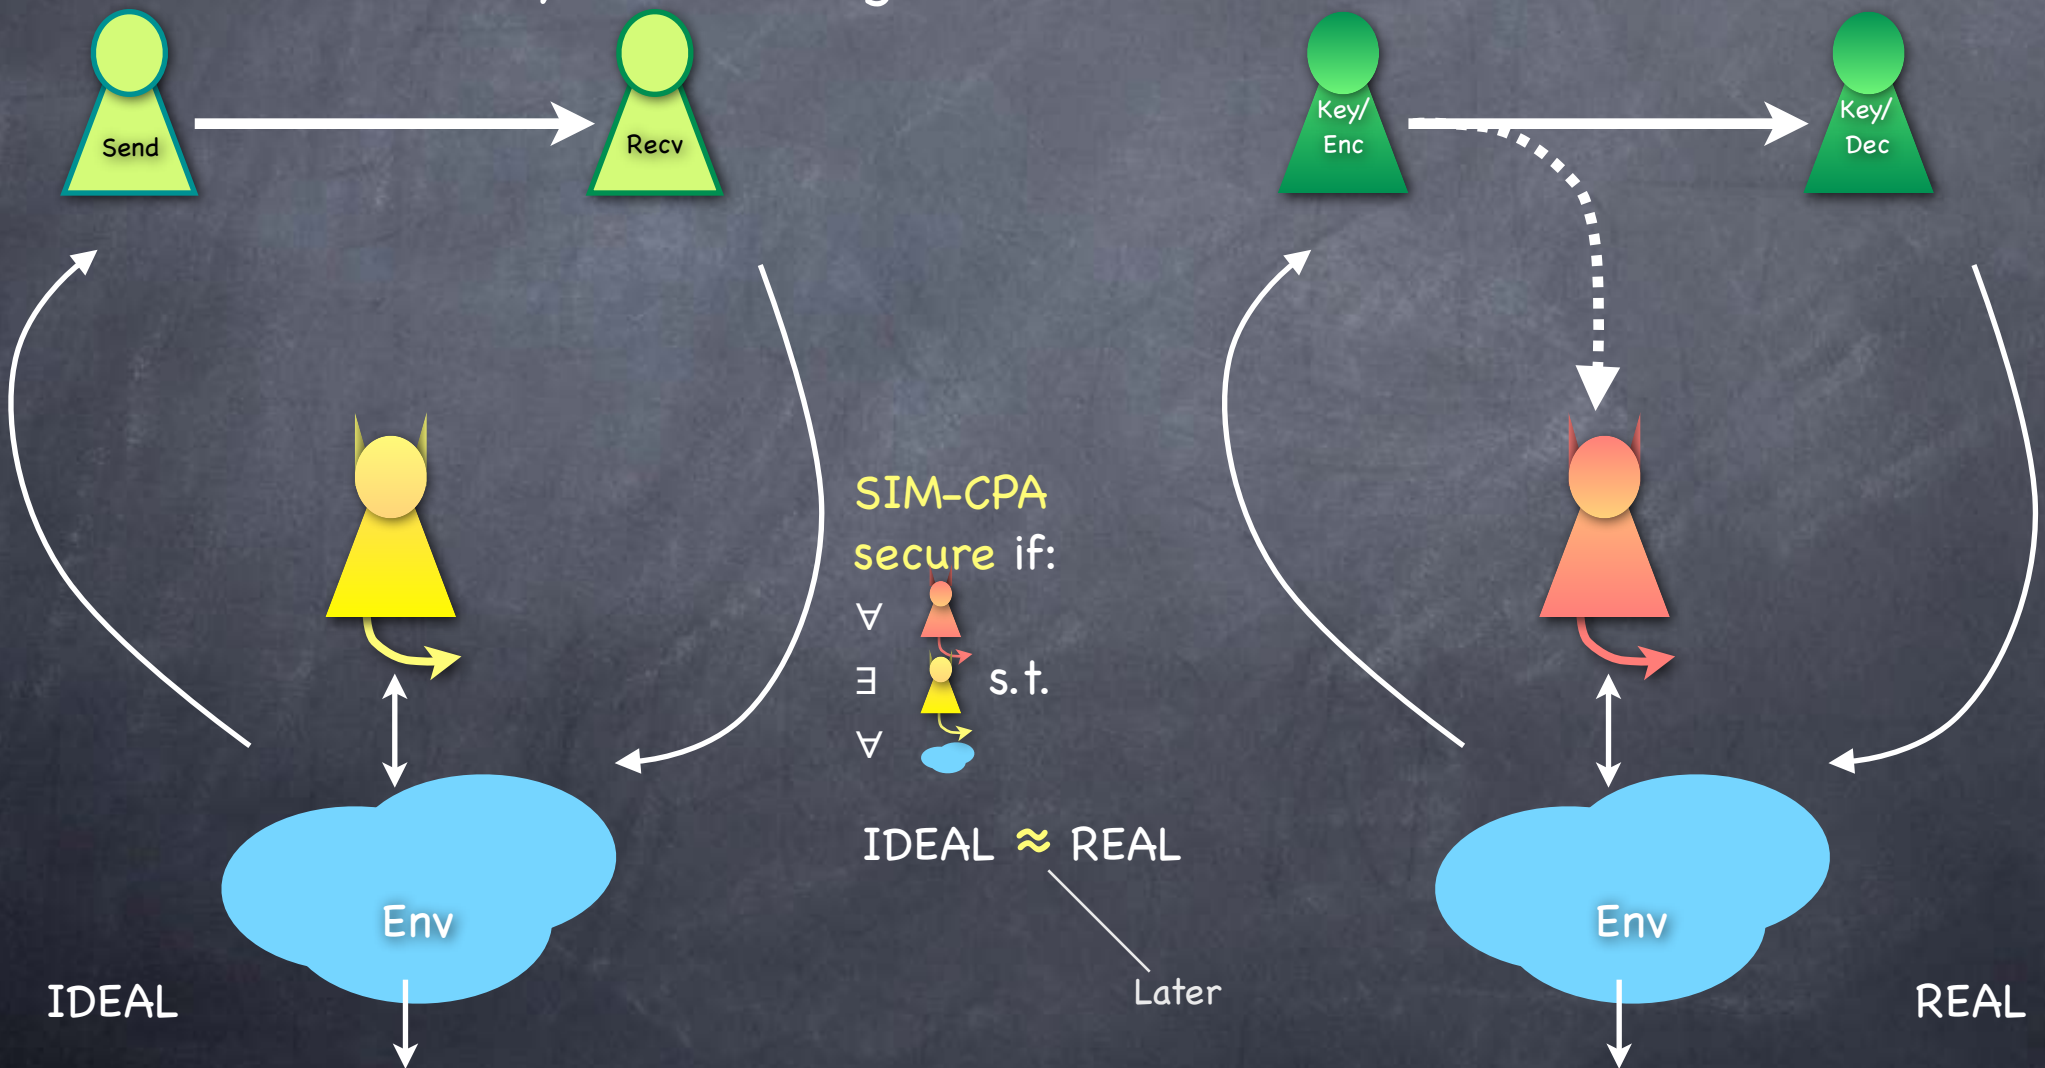 Send
Recv
Key/
Enc
Key/
Dec
SIM-CPA
secure if:
∀
∃ s.t.
∀
IDEAL ≈ REAL
Env
Env
Later
IDEAL
REAL